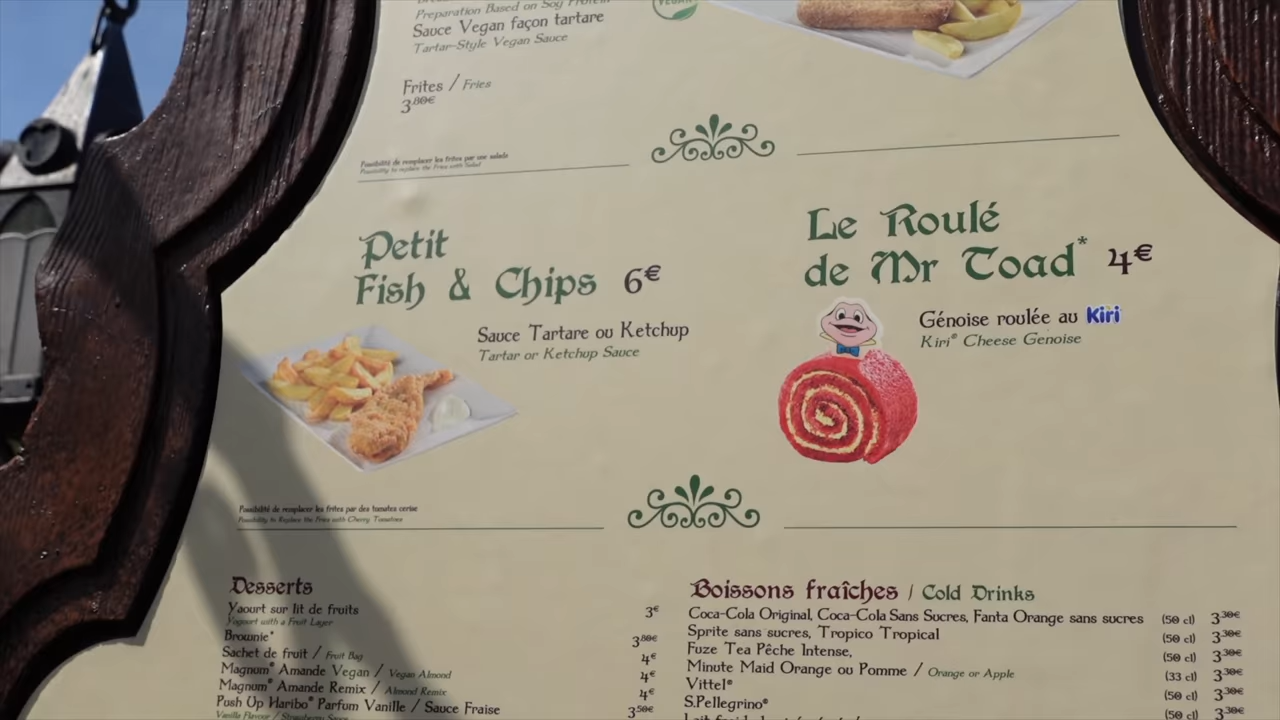 Preparation Based on Soy Protein
VEGAN
Sauce Vegan façon tartare
Tartar-Style Vegan Sauce
Frites / Fries
3,80€
Possibilité de remplacer les frites par une salade
Possibility to replace the Fries with Salad
Petit
Fish & Chips 6€
Sauce Tartare ou Ketchup
Tartar or Ketchup Sauce
Le Roulé
de Mr Toad* 4€
Génoise roulée au Kiri
Kiri® Cheese Genoise
Possibilité de remplacer les frites par des tomates cerise
Possibility to Replace the Fries with Cherry Tomatoes
Desserts
Yaourt sur lit de fruits 3€
Yogourt with a Fruit Layer
Brownie* 3,80€
Sachet de fruit / Fruit Bag 4€
Magnum® Amande Vegan / Vegan Almond 4€
Magnum® Amande Remix / Almond Remix 4€
Push Up Haribo® Parfum Vanille / Sauce Fraise 3,50€
Vanilla Flavour / Strawberry Sauce
Boissons fraîches / Cold Drinks
Coca-Cola Original, Coca-Cola Sans Sucres, Fanta Orange sans sucres (50 cl) 3,30€
Sprite sans sucres, Tropico Tropical (50 cl) 3,30€
Fuze Tea Pêche Intense, (50 cl) 3,30€
Minute Maid Orange ou Pomme / Orange or Apple (33 cl) 3,30€
Vittel® (50 cl) 3,30€
S.Pellegrino® (50 cl) 3,30€